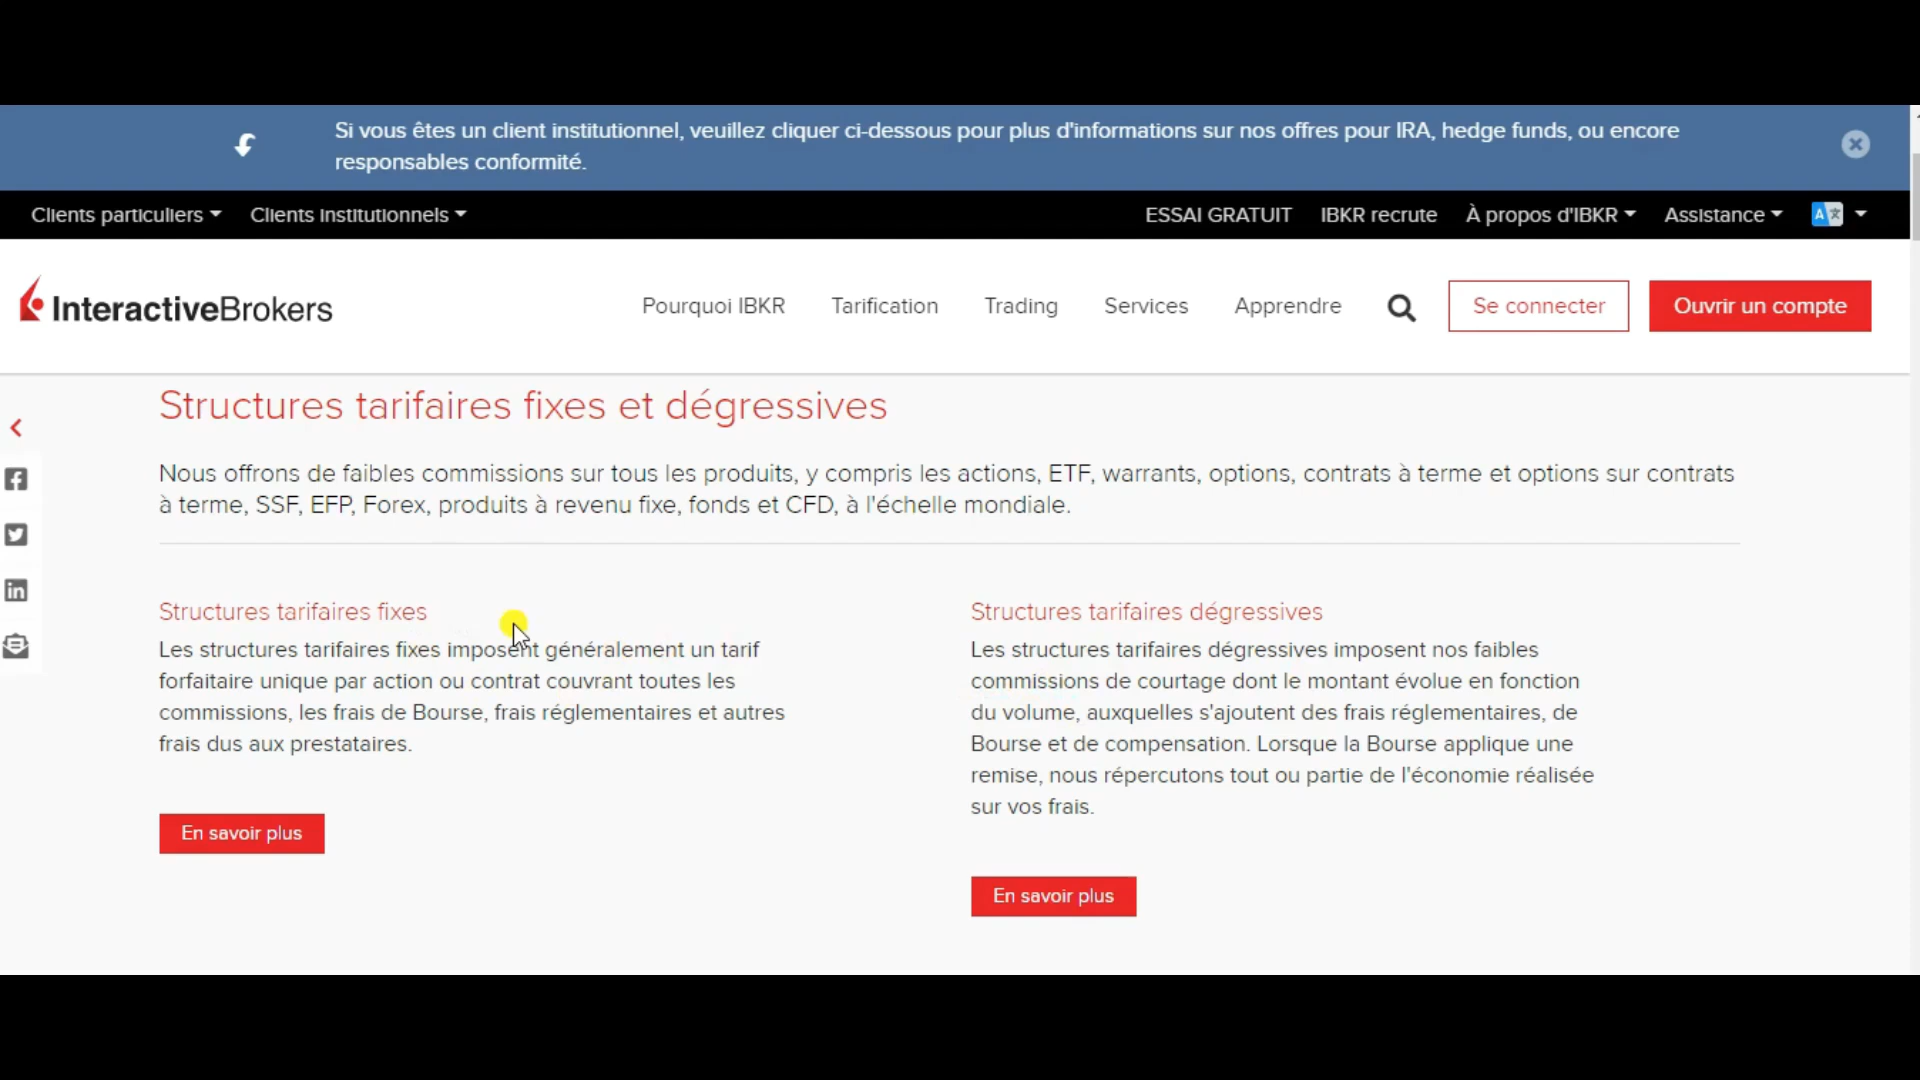 Si vous êtes un client institutionnel, veuillez cliquer ci-dessous pour plus d'informations sur nos offres pour IRA, hedge funds, ou encore
responsables conformité.
Clients particuliers Clients institutionnels ESSAI GRATUIT IBKR recrute À propos d'IBKR Assistance
InteractiveBrokers Pourquoi IBKR Tarification Trading Services Apprendre Se connecter Ouvrir un compte
Structures tarifaires fixes et dégressives
Nous offrons de faibles commissions sur tous les produits, y compris les actions, ETF, warrants, options, contrats à terme et options sur contrats
à terme, SSF, EFP, Forex, produits à revenu fixe, fonds et CFD, à l'échelle mondiale.
Structures tarifaires fixes
Les structures tarifaires fixes imposent généralement un tarif
forfaitaire unique par action ou contrat couvrant toutes les
commissions, les frais de Bourse, frais réglementaires et autres
frais dus aux prestataires.
En savoir plus
Structures tarifaires dégressives
Les structures tarifaires dégressives imposent nos faibles
commissions de courtage dont le montant évolue en fonction
du volume, auxquelles s'ajoutent des frais réglementaires, de
Bourse et de compensation. Lorsque la Bourse applique une
remise, nous répercutons tout ou partie de l'économie réalisée
sur vos frais.
En savoir plus